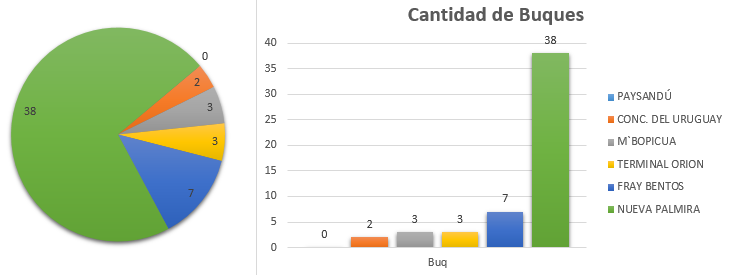 Cantidad de Buques
0
2
3
3
7
38
40
35
30
25
20
15
10
5
0
0
2
3
3
7
38
Buq
PAYSANDÚ
CONC. DEL URUGUAY
M`BOPICUA
TERMINAL ORION
FRAY BENTOS
NUEVA PALMIRA